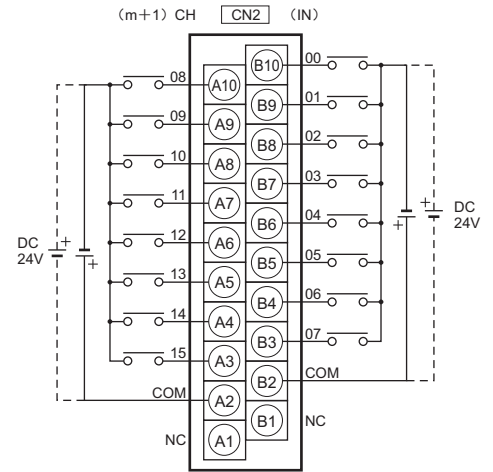 (m+1) CH CN2 (IN)
08 A10 B10 00
09 A9 B9 01
10 A8 B8 02
11 A7 B7 03
12 A6 B6 04
13 A5 B5 05
14 A4 B4 06
15 A3 B3 07
COM A2 B2 COM
NC A1 B1 NC
DC
24V
+
+
+
+
DC
24V